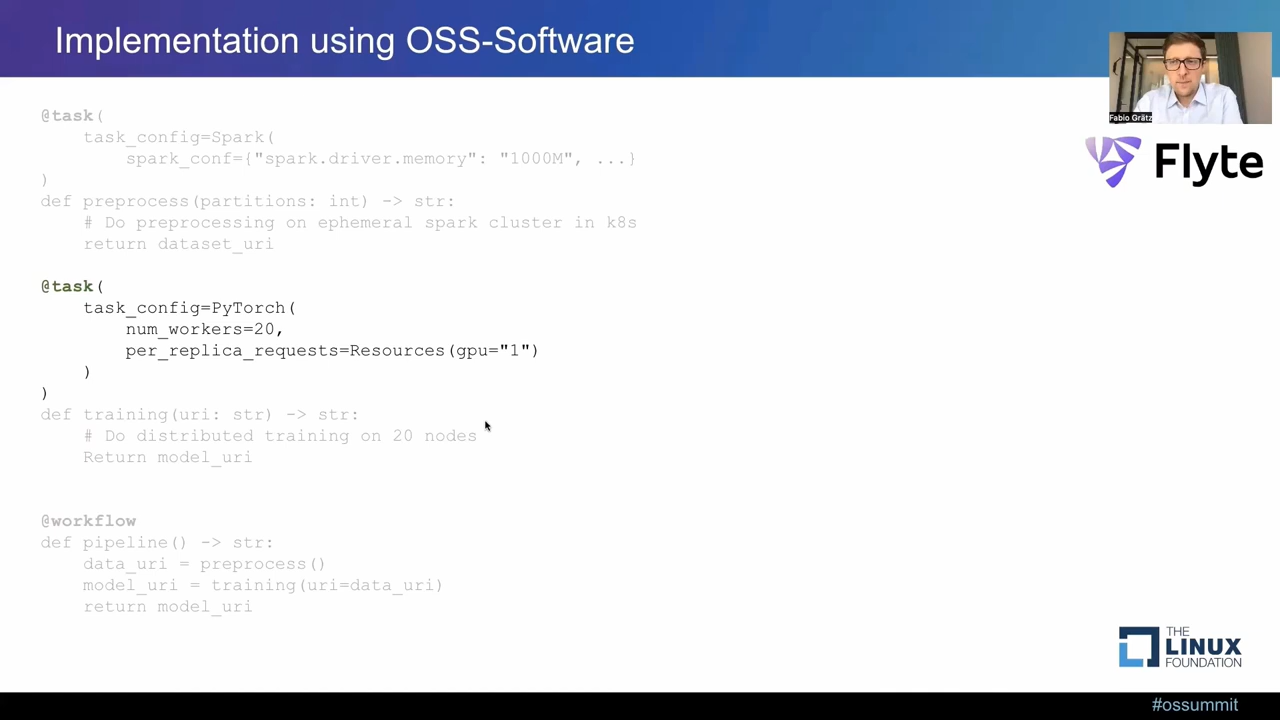 Implementation using OSS-Software
Fabio Grätz
Flyte
@task(
    task_config=Spark(
        spark_conf={"spark.driver.memory": "1000M", ...}
)
def preprocess(partitions: int) -> str:
    # Do preprocessing on ephemeral spark cluster in k8s
    return dataset_uri
@task(
    task_config=PyTorch(
        num_workers=20,
        per_replica_requests=Resources(gpu="1")
    )
)
def training(uri: str) -> str:
    # Do distributed training on 20 nodes
    Return model_uri
@workflow
def pipeline() -> str:
    data_uri = preprocess()
    model_uri = training(uri=data_uri)
    return model_uri
THE
LINUX
FOUNDATION
#ossummit